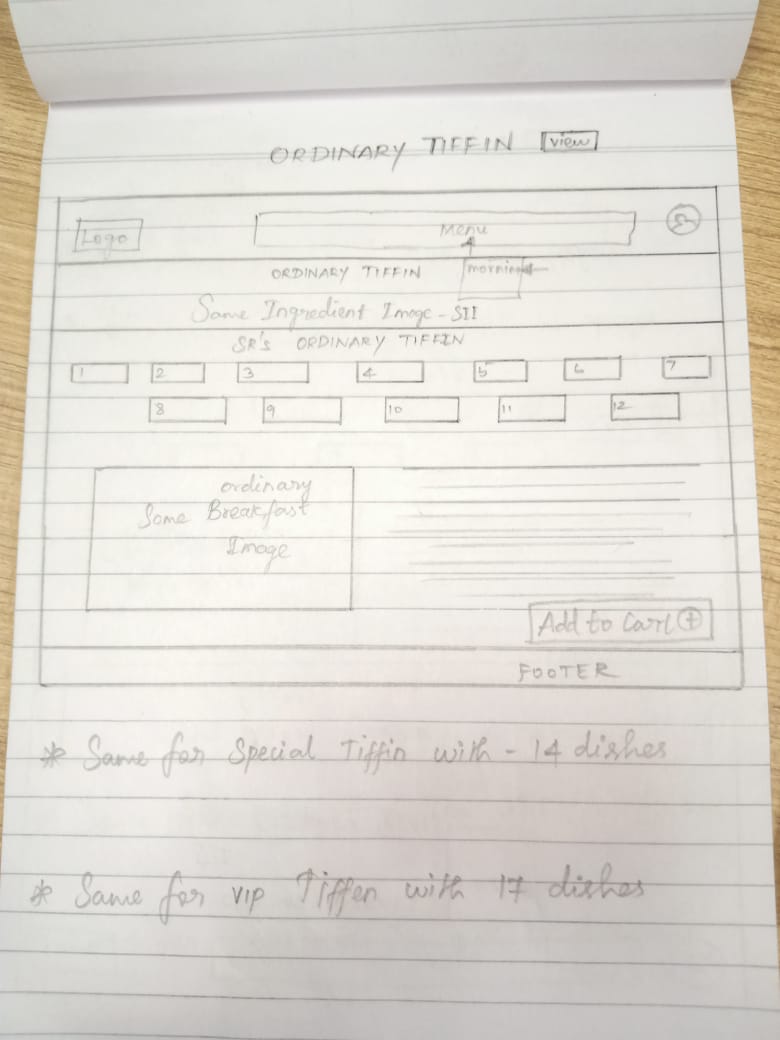 ORDINARY TIFFIN view
Logo
Menu
ORDINARY TIFFIN morning
Some Ingredient Image - SII
SR's ORDINARY TIFFIN
1 2 3 4 5 6 7
8 9 10 11 12
ordinary
Some Breakfast
Image
Add to Cart +
FOOTER
* Same for Special Tiffin with - 14 dishes
* Same for VIP Tiffen with 17 dishes